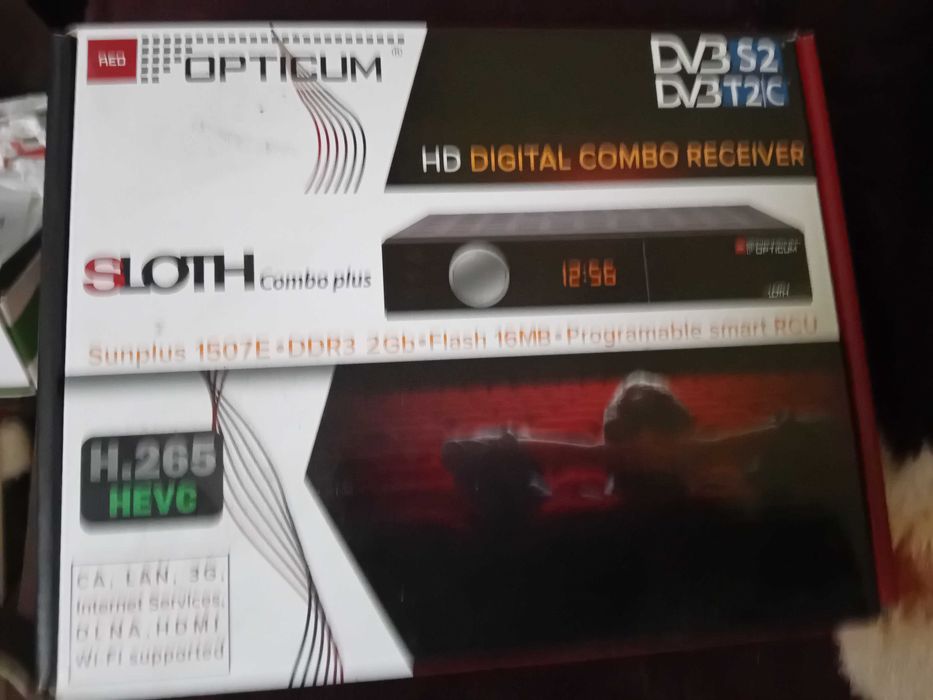 RED
OPTICUM ®
DVB S2
DVB T2|C
HD DIGITAL COMBO RECEIVER
SLOTH Combo plus
12:56
OPTICUM
SLOTH
Sunplus 1507E•DDR3 2Gb•Flash 16MB•Programable smart RCU
H.265
HEVC
CA, LAN, 3G,
Internet Services,
DLNA, HDMI,
Wi-Fi supported